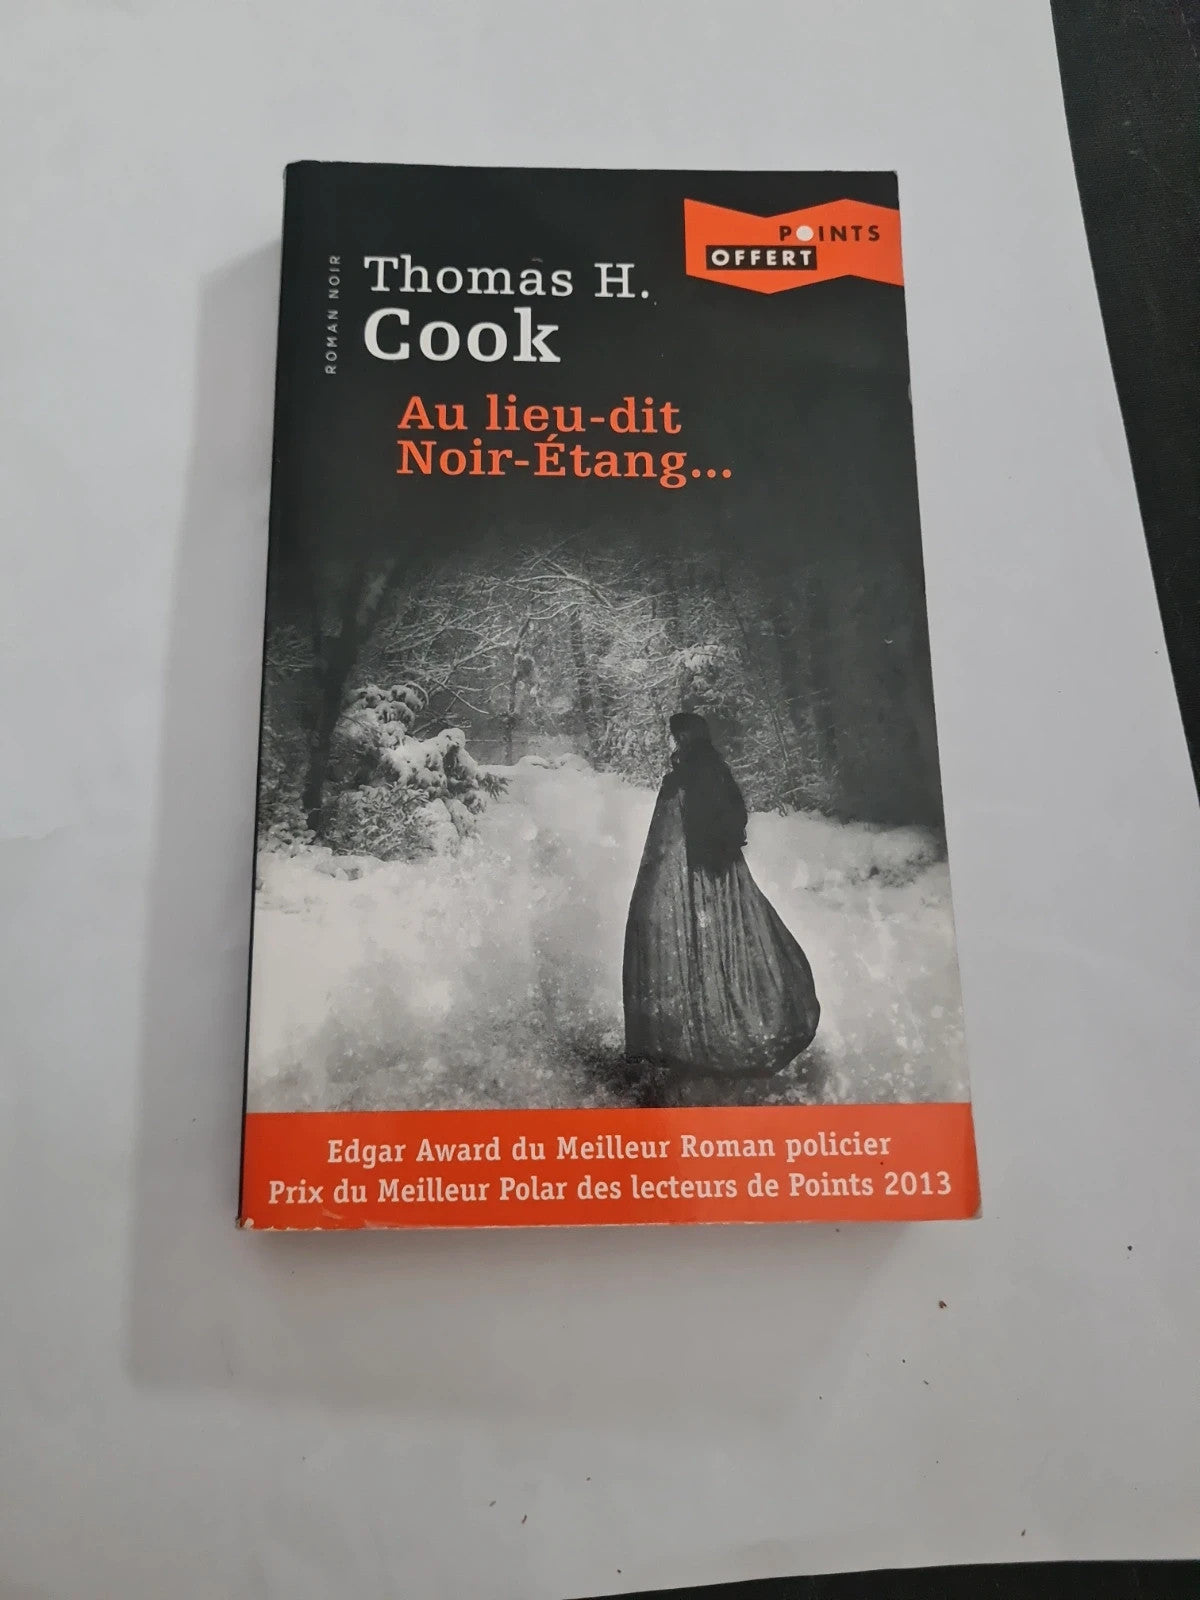 POINTS
OFFERT
ROMAN NOIR
Thomas H.
Cook
Au lieu-dit
Noir-Étang...
Edgar Award du Meilleur Roman policier
Prix du Meilleur Polar des lecteurs de Points 2013